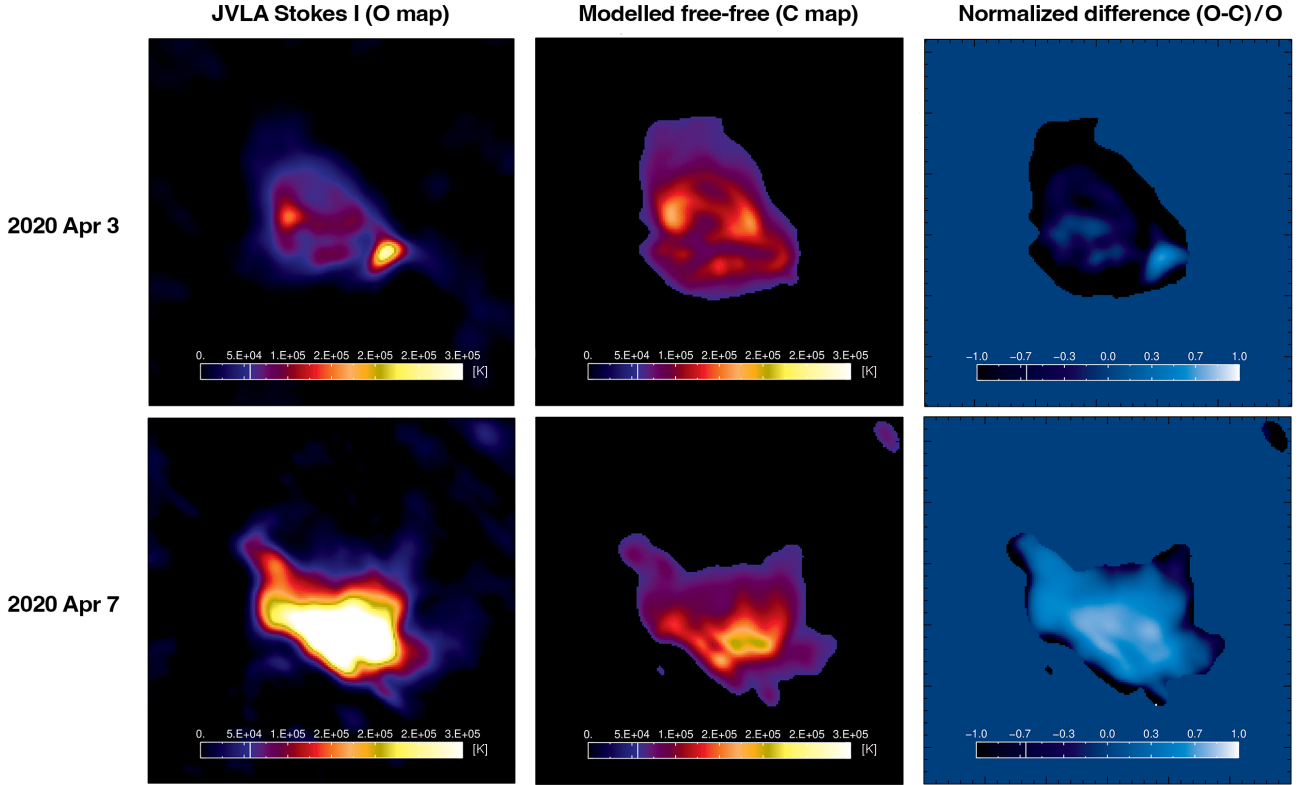 JVLA Stokes I (O map) Modelled free-free (C map) Normalized difference (O-C)/O
2020 Apr 3
0. 5.E+04 1.E+05 2.E+05 2.E+05 2.E+05 3.E+05 [K]
0. 5.E+04 1.E+05 2.E+05 2.E+05 2.E+05 3.E+05 [K]
−1.0 −0.7 −0.3 0.0 0.3 0.7 1.0
2020 Apr 7
0. 5.E+04 1.E+05 2.E+05 2.E+05 2.E+05 3.E+05 [K]
0. 5.E+04 1.E+05 2.E+05 2.E+05 2.E+05 3.E+05 [K]
−1.0 −0.7 −0.3 0.0 0.3 0.7 1.0